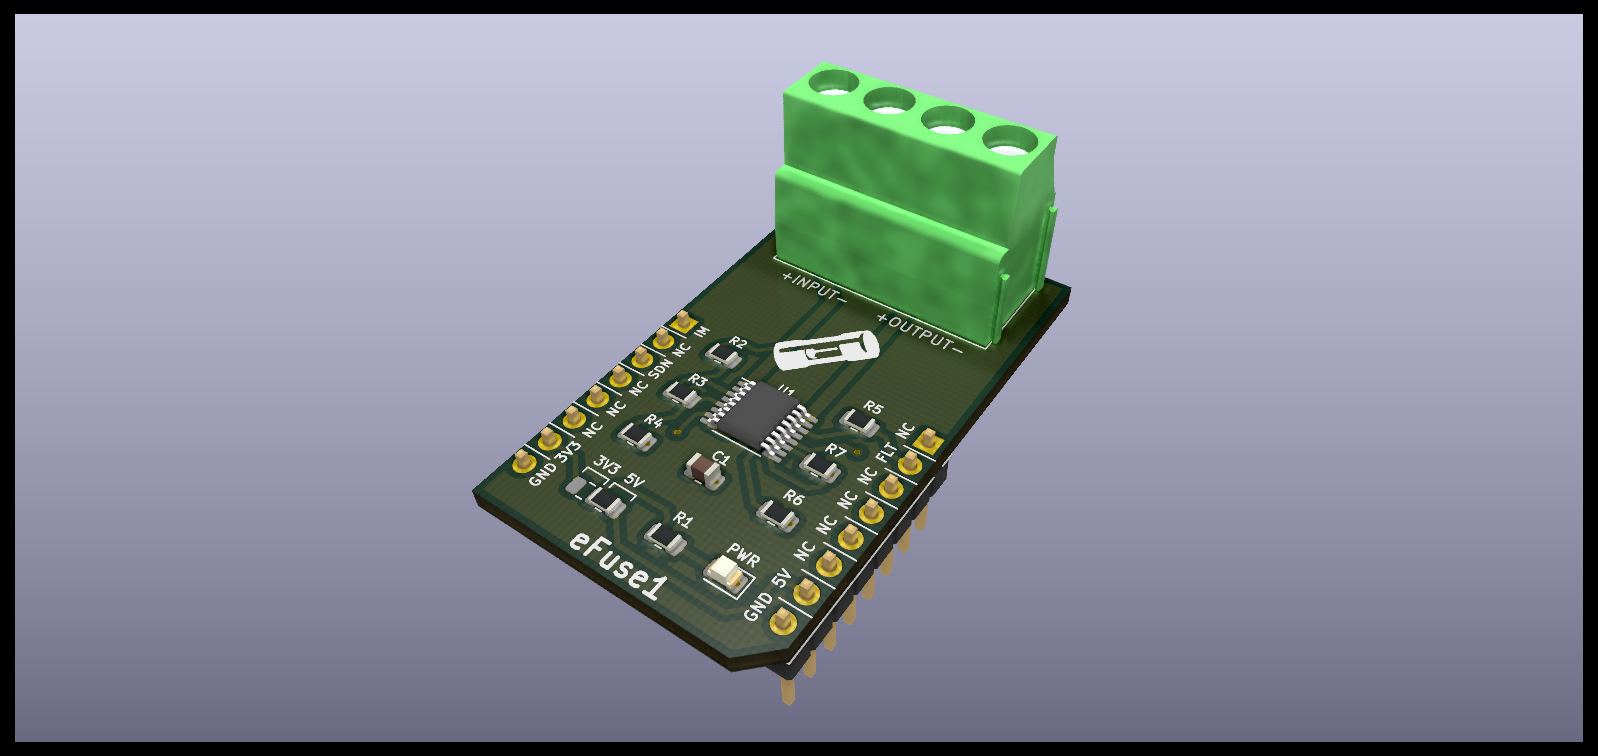 +INPUT-
+OUTPUT-
IM
NC
SDN
NC
NC
NC
3V3
GND
R2
R3
R4
U1
C1
R5
R7
R6
NC
FLT
NC
NC
NC
NC
5V
GND
3V3 5V
R1
PWR
eFuse1